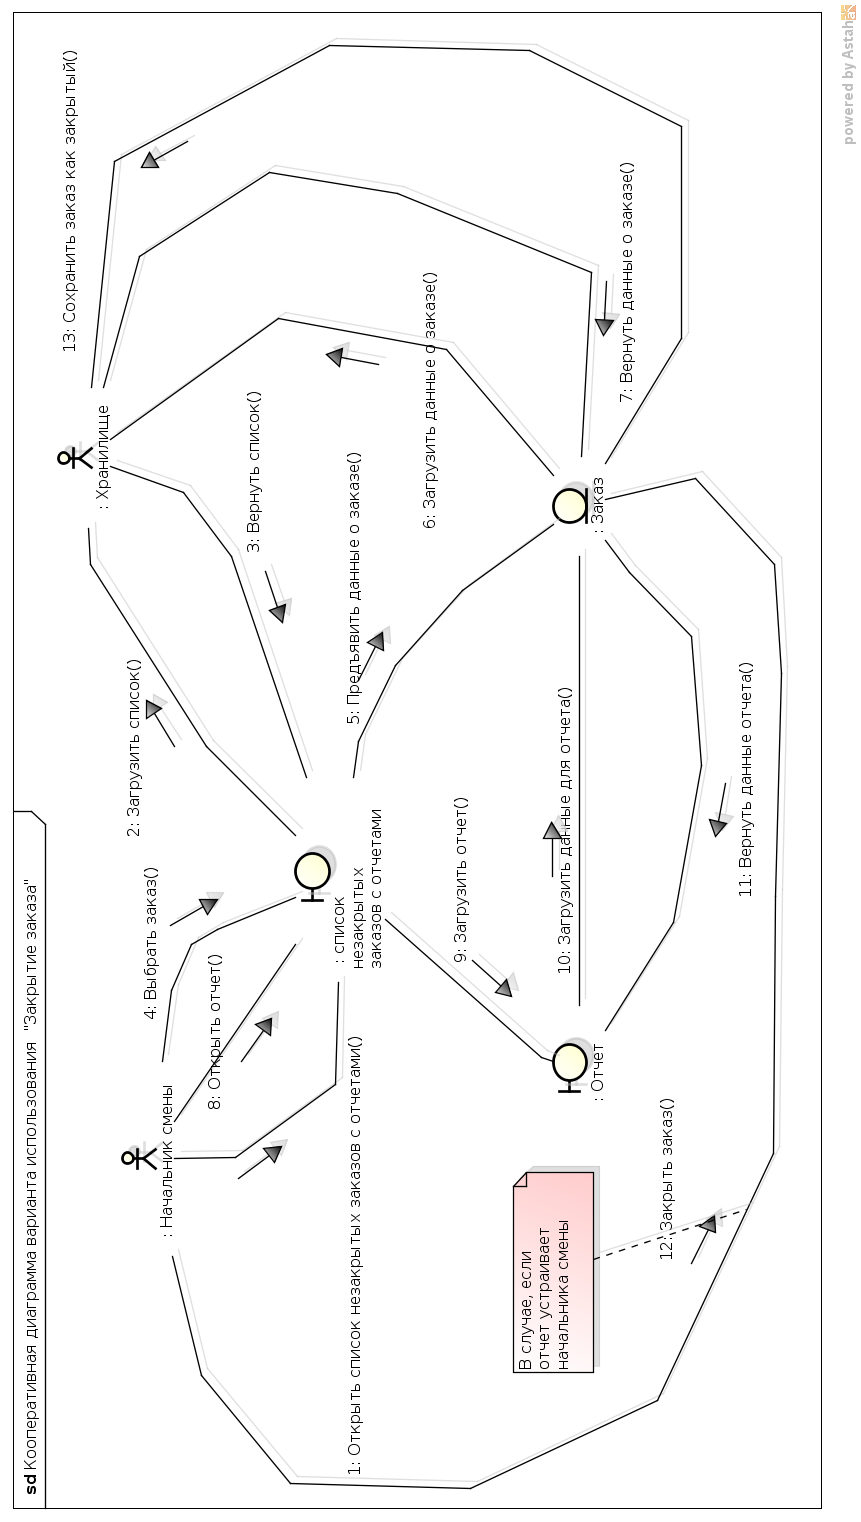 sd Кооперативная диаграмма варианта использования "Закрытие заказа"
13: Сохранить заказ как закрытый()
: Хранилище
2: Загрузить список()
4: Выбрать заказ()
: Начальник смены
8: Открыть отчет()
3: Вернуть список()
: список
незакрытых
заказов с отчетами
1: Открыть список незакрытых заказов с отчетами()
5: Предъявить данные о заказе()
6: Загрузить данные о заказе()
9: Загрузить отчет()
В случае, если
отчет устраивает
начальника смены
10: Загрузить данные для отчета()
: Заказ
: Отчет
7: Вернуть данные о заказе()
12: Закрыть заказ()
11: Вернуть данные отчета()
powered by Astah